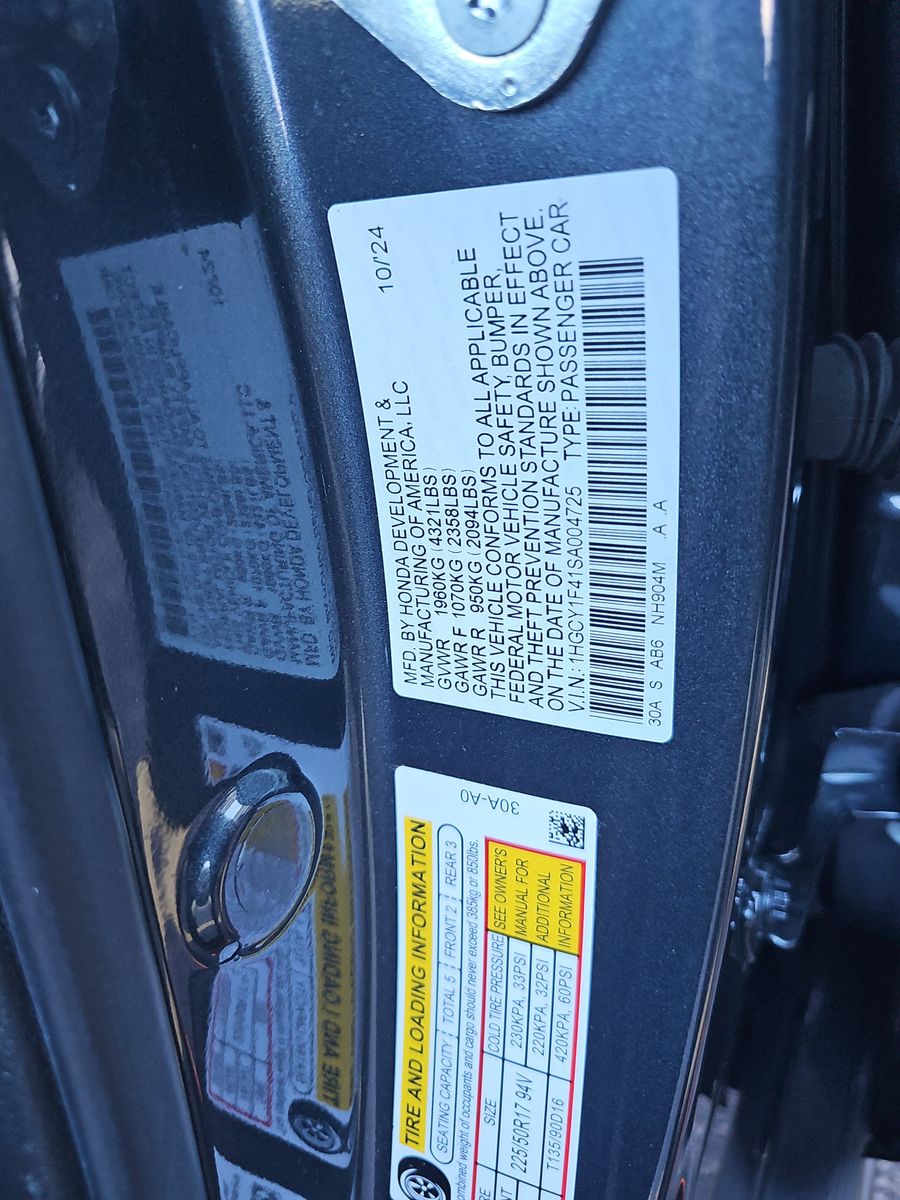 MFD. BY HONDA DEVELOPMENT & 10/'24
MANUFACTURING OF AMERICA, LLC
GVWR 1960KG (4321LBS)
GAWR F 1070KG (2358LBS)
GAWR R 950KG (2094LBS)
THIS VEHICLE CONFORMS TO ALL APPLICABLE
FEDERAL MOTOR VEHICLE SAFETY, BUMPER,
AND THEFT PREVENTION STANDARDS IN EFFECT
ON THE DATE OF MANUFACTURE SHOWN ABOVE.
V.I.N.: 1HGCY1F41SA004725 TYPE:PASSENGER CAR
30A S AB6 NH904M A A
30A-A0
TIRE AND LOADING INFORMATION
SEATING CAPACITY TOTAL 5 FRONT 2 REAR 3
weight of occupants and cargo should never exceed 385kg or 850lbs.
SIZE COLD TIRE PRESSURE SEE OWNER'S
225/50R17 94V 230KPA, 33PSI MANUAL FOR
220KPA, 32PSI ADDITIONAL
T135/90D16 420KPA, 60PSI INFORMATION